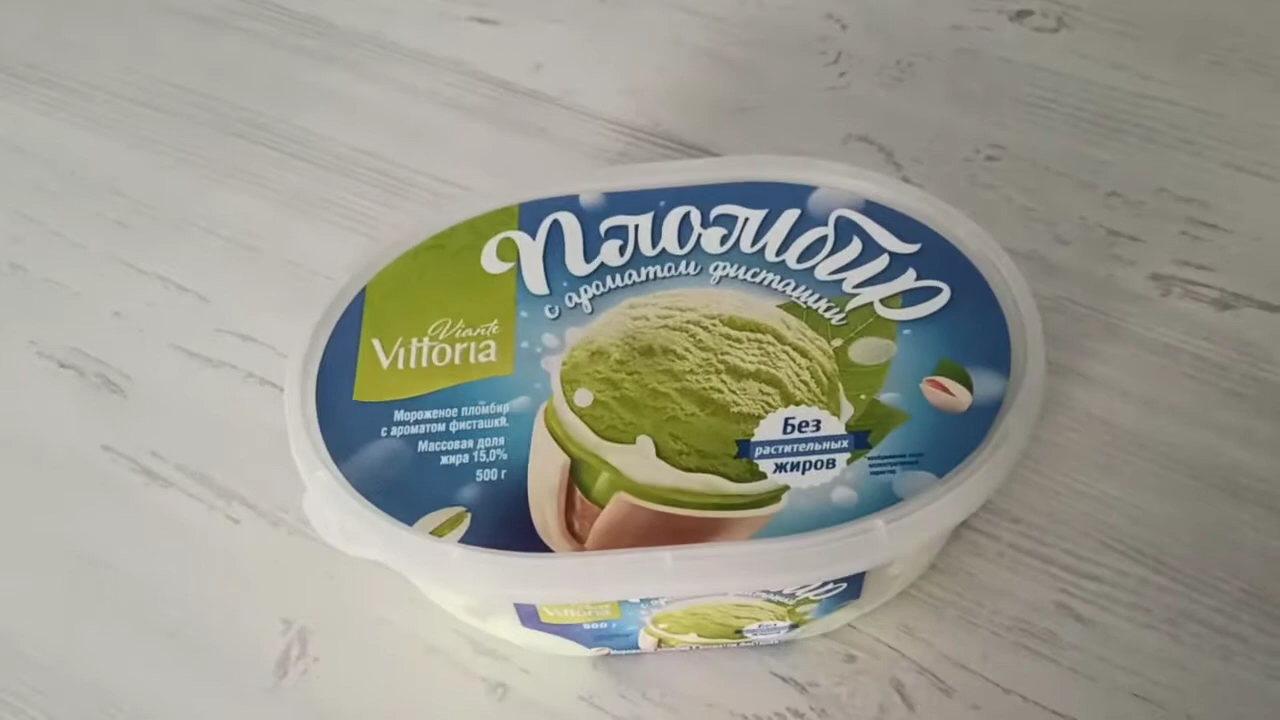 Пломбир
с ароматом фисташки
Viante
Vittoria
Мороженое пломбир
с ароматом фисташки.
Массовая доля
жира 15,0%
500 г
Без
растительных
жиров
Vittoria
500 г
Без